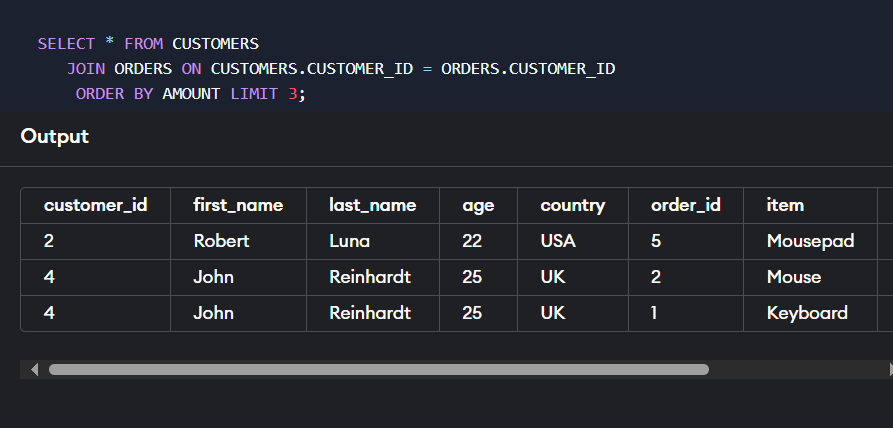 SELECT * FROM CUSTOMERS
JOIN ORDERS ON CUSTOMERS.CUSTOMER_ID = ORDERS.CUSTOMER_ID
ORDER BY AMOUNT LIMIT 3;
Output
customer_id first_name last_name age country order_id item
2 Robert Luna 22 USA 5 Mousepad
4 John Reinhardt 25 UK 2 Mouse
4 John Reinhardt 25 UK 1 Keyboard